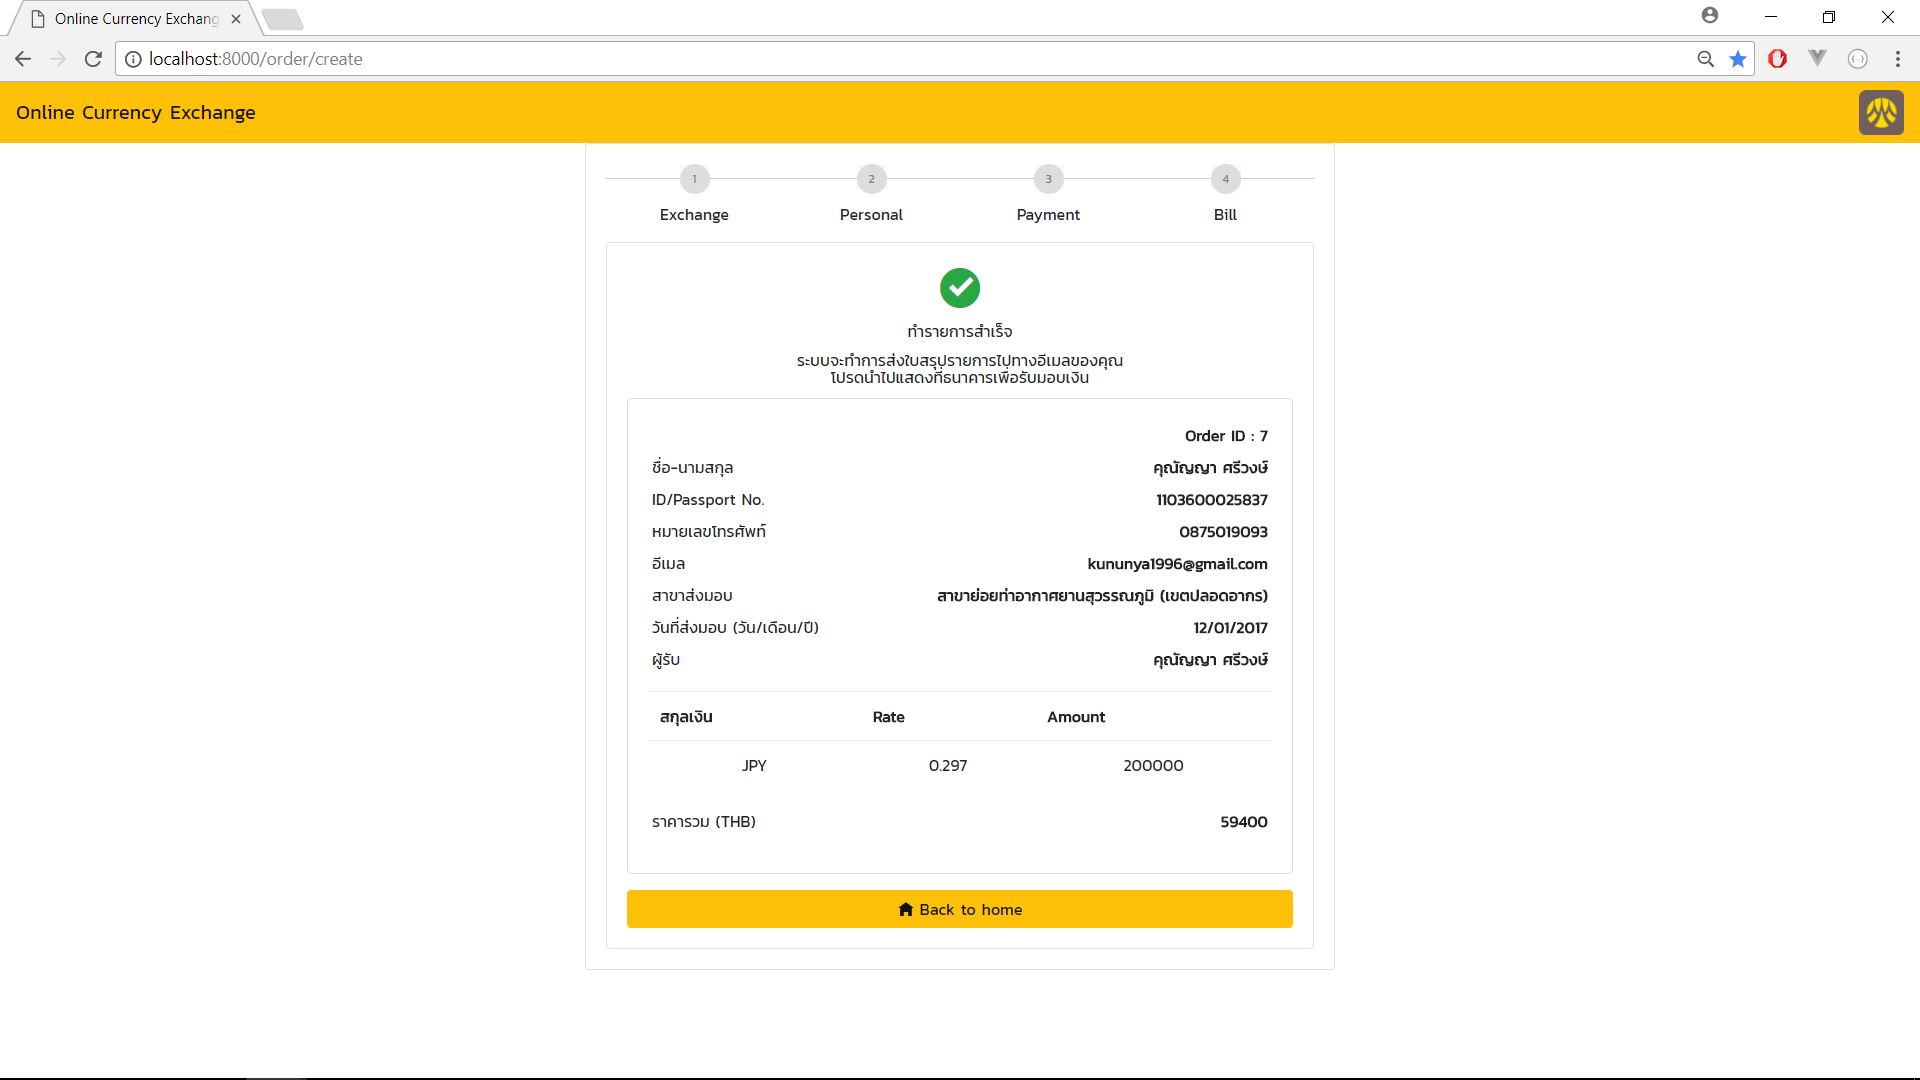 Online Currency Exchang
localhost:8000/order/create
Online Currency Exchange
1 2 3 4
Exchange Personal Payment Bill
ทำรายการสำเร็จ
ระบบจะทำการส่งใบสรุปรายการไปทางอีเมลของคุณ
โปรดนำไปแสดงที่ธนาคารเพื่อรับมอบเงิน
Order ID : 7
ชื่อ-นามสกุล คุณัญญา ศรีวงษ์
ID/Passport No. 1103600025837
หมายเลขโทรศัพท์ 0875019093
อีเมล kununya1996@gmail.com
สาขาส่งมอบ สาขาย่อยท่าอากาศยานสุวรรณภูมิ (เขตปลอดอากร)
วันที่ส่งมอบ (วัน/เดือน/ปี) 12/01/2017
ผู้รับ คุณัญญา ศรีวงษ์
สกุลเงิน Rate Amount
JPY 0.297 200000
ราคารวม (THB) 59400
Back to home